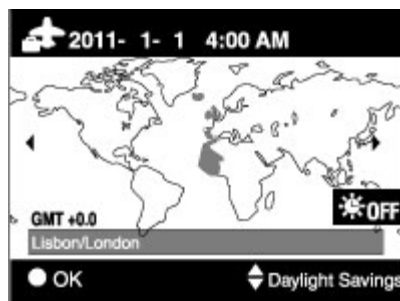 2011- 1- 1 4:00 AM
OFF
GMT +0.0
Lisbon/London
OK
Daylight Savings